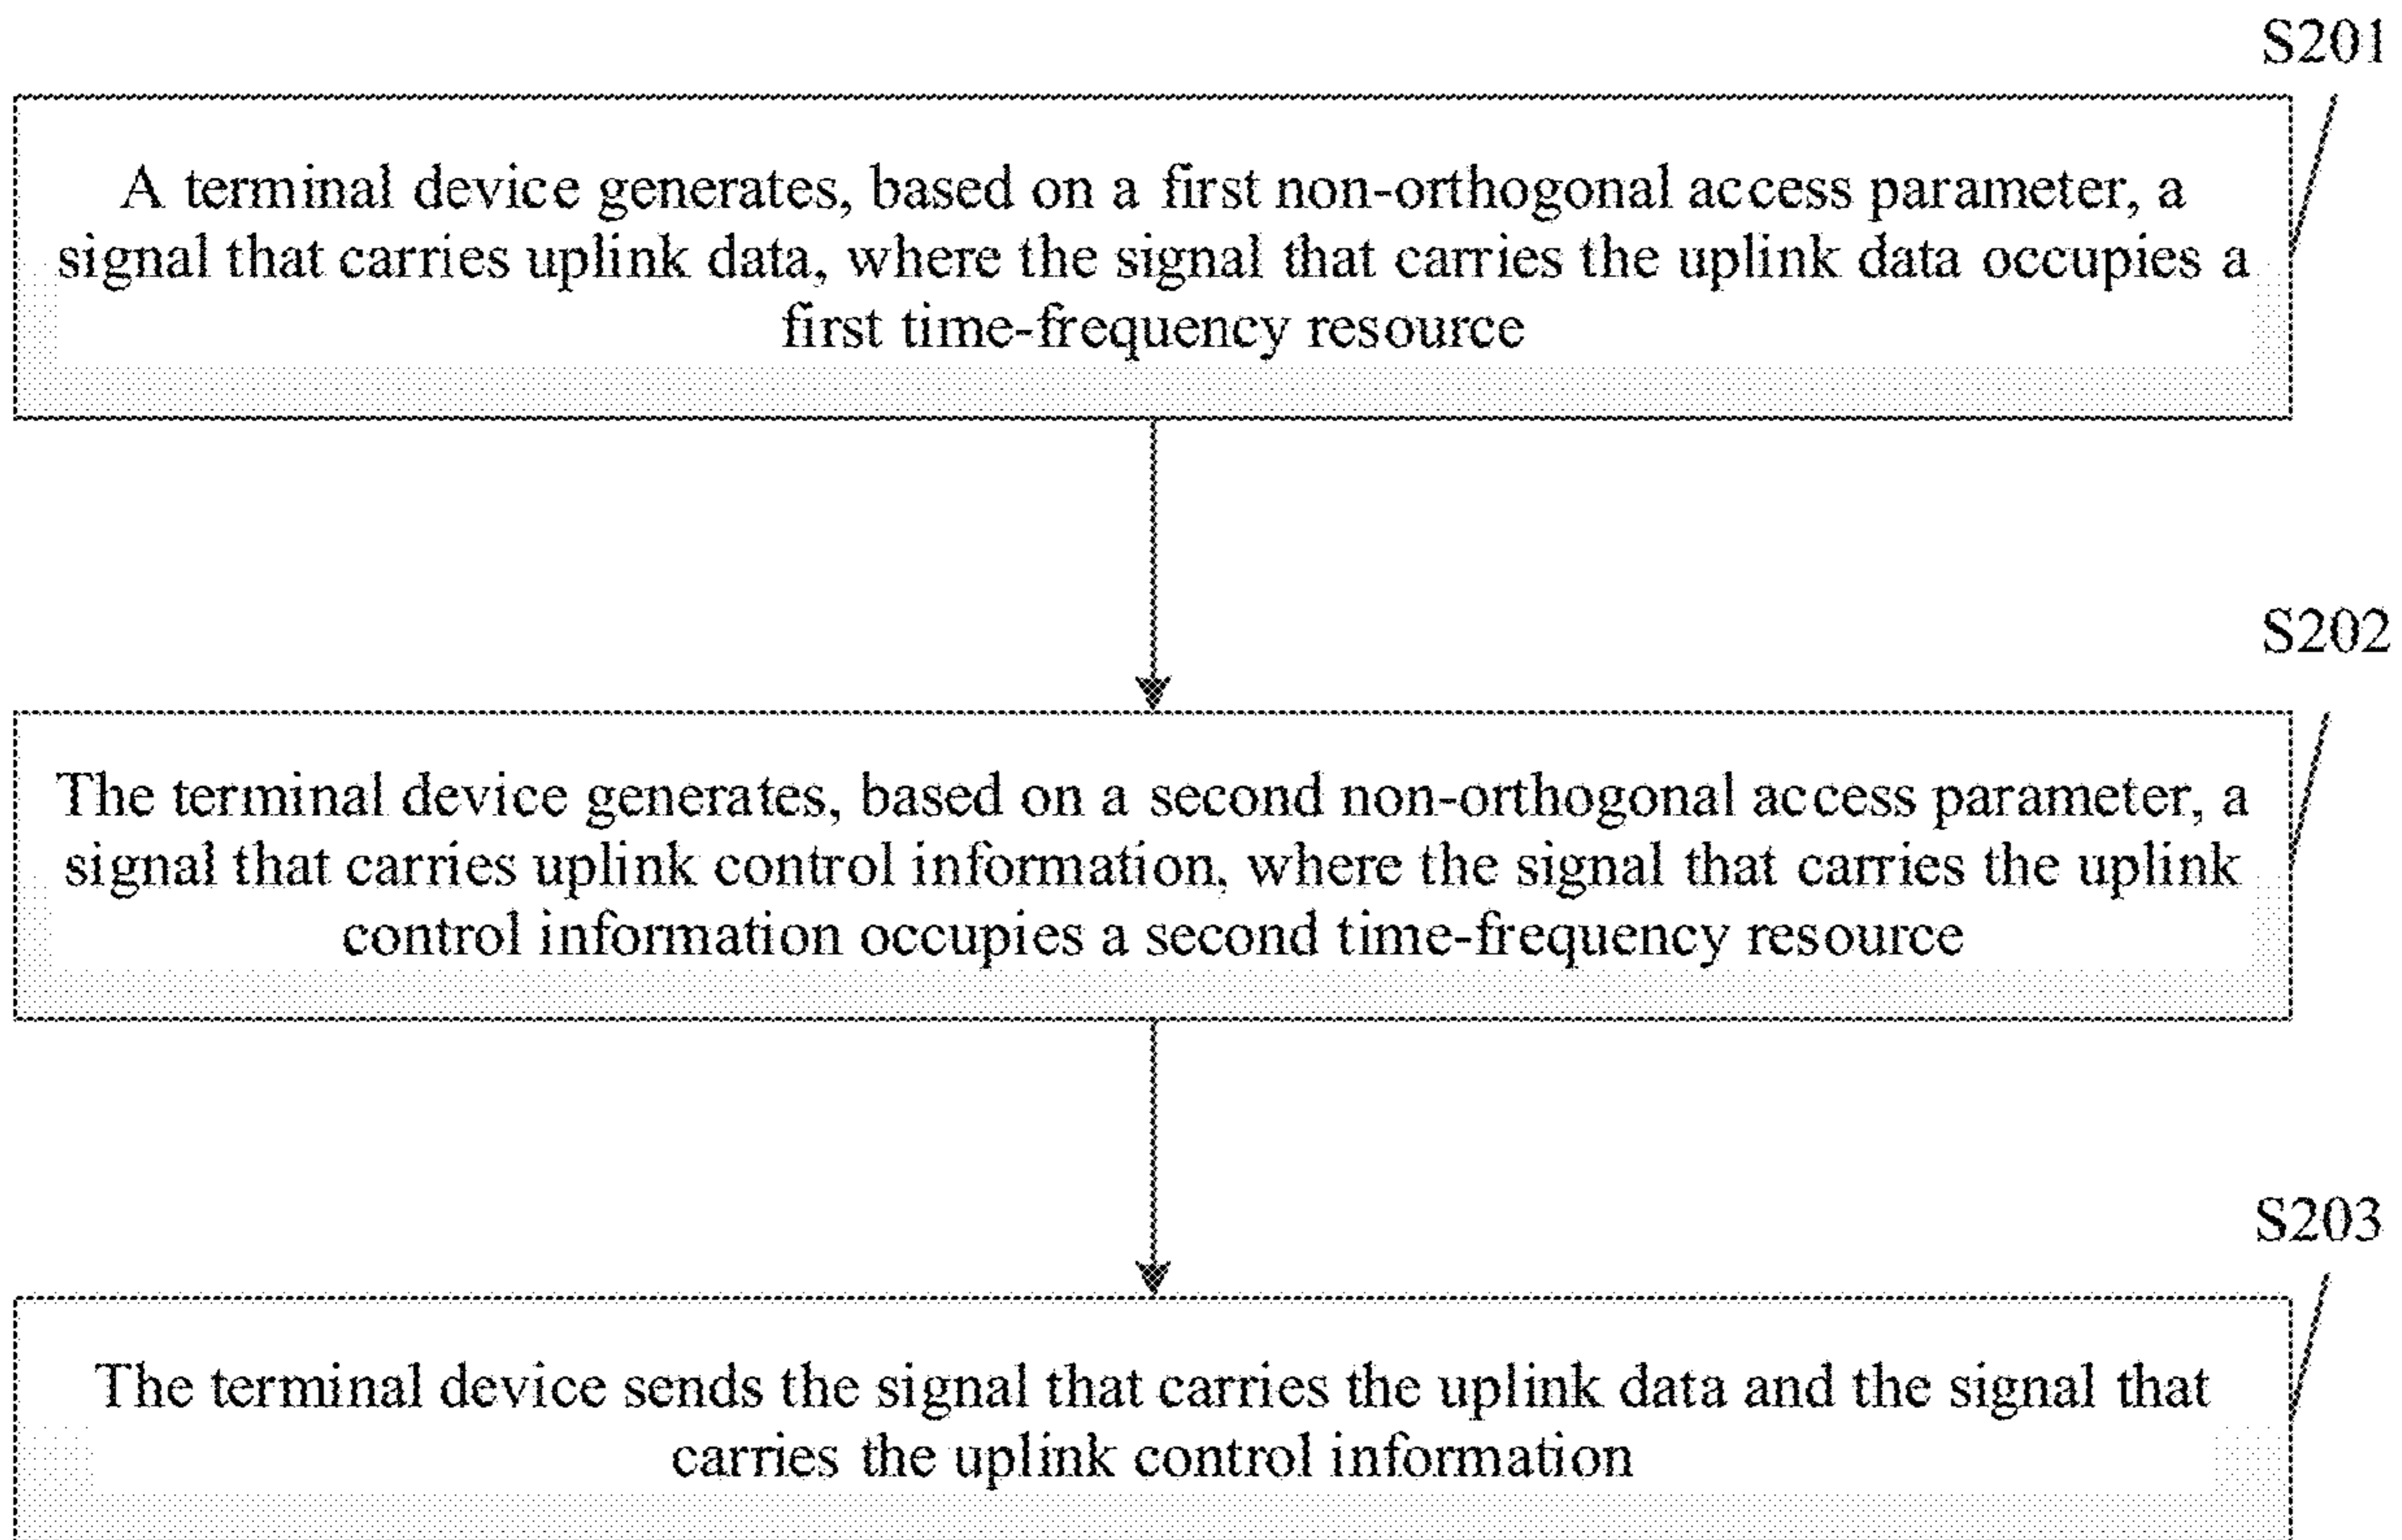 S201
A terminal device generates, based on a first non-orthogonal access parameter, a
signal that carries uplink data, where the signal that carries the uplink data occupies a
first time-frequency resource
S202
The terminal device generates, based on a second non-orthogonal access parameter, a
signal that carries uplink control information, where the signal that carries the uplink
control information occupies a second time-frequency resource
S203
The terminal device sends the signal that carries the uplink data and the signal that
carries the uplink control information